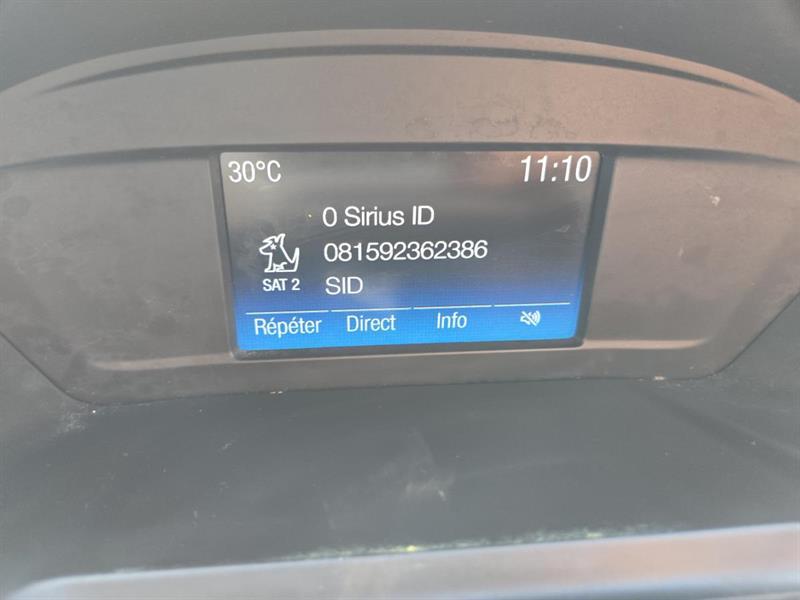 30°C 11:10
0 Sirius ID
081592362386
SAT 2 SID
Répéter Direct Info